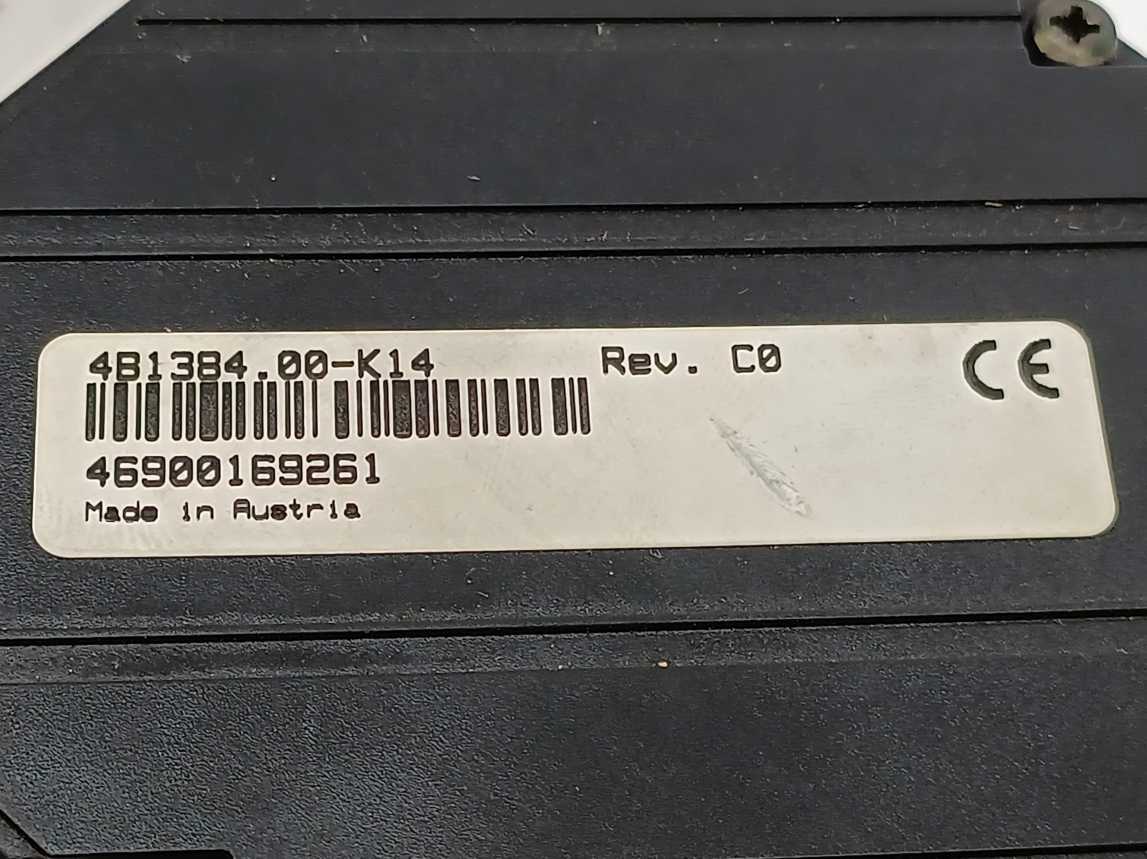 4B1384.00-K14 Rev. C0 CE
46900169261
Made in Austria